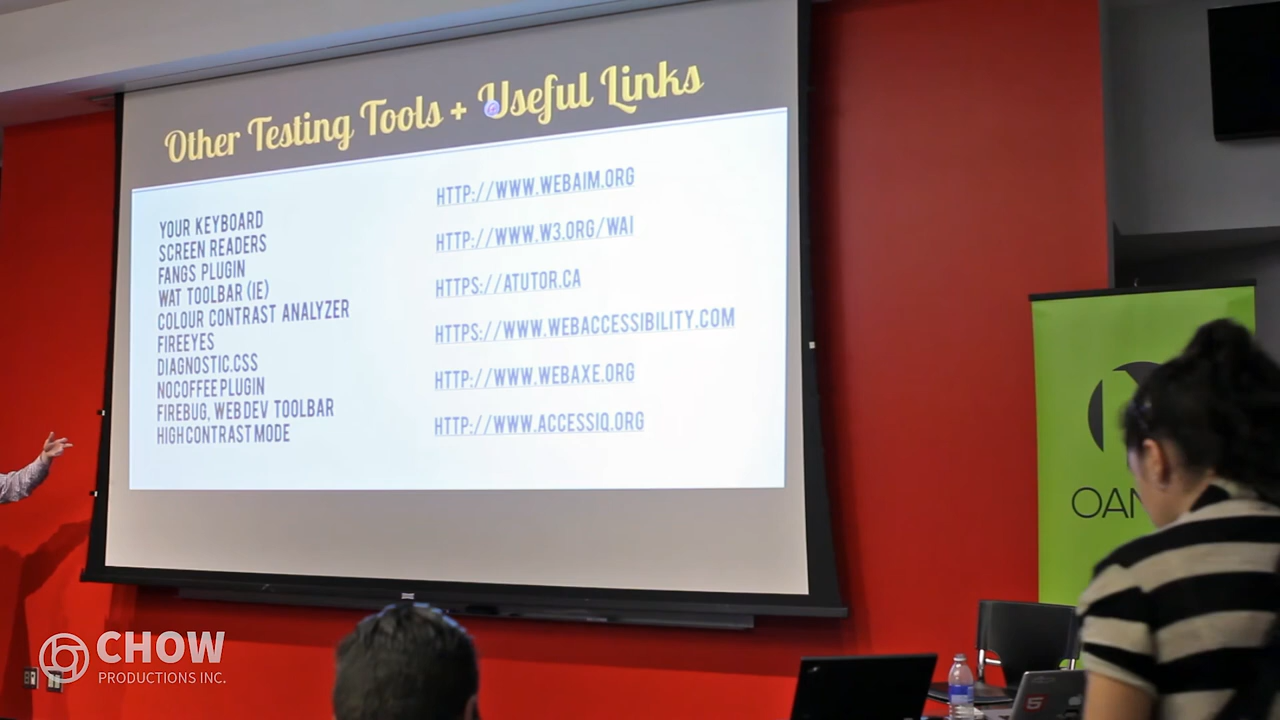 Other Testing Tools + Useful Links
YOUR KEYBOARD
SCREEN READERS
FANGS PLUGIN
WAT TOOLBAR (IE)
COLOUR CONTRAST ANALYZER
FIREEYES
DIAGNOSTIC.CSS
NOCOFFEE PLUGIN
FIREBUG, WEB DEV TOOLBAR
HIGH CONTRAST MODE
HTTP://WWW.WEBAIM.ORG
HTTP://WWW.W3.ORG/WAI
HTTPS://ATUTOR.CA
HTTPS://WWW.WEBACCESSIBILITY.COM
HTTP://WWW.WEBAXE.ORG
HTTP://WWW.ACCESSIQ.ORG
5
CHOW
PRODUCTIONS INC.